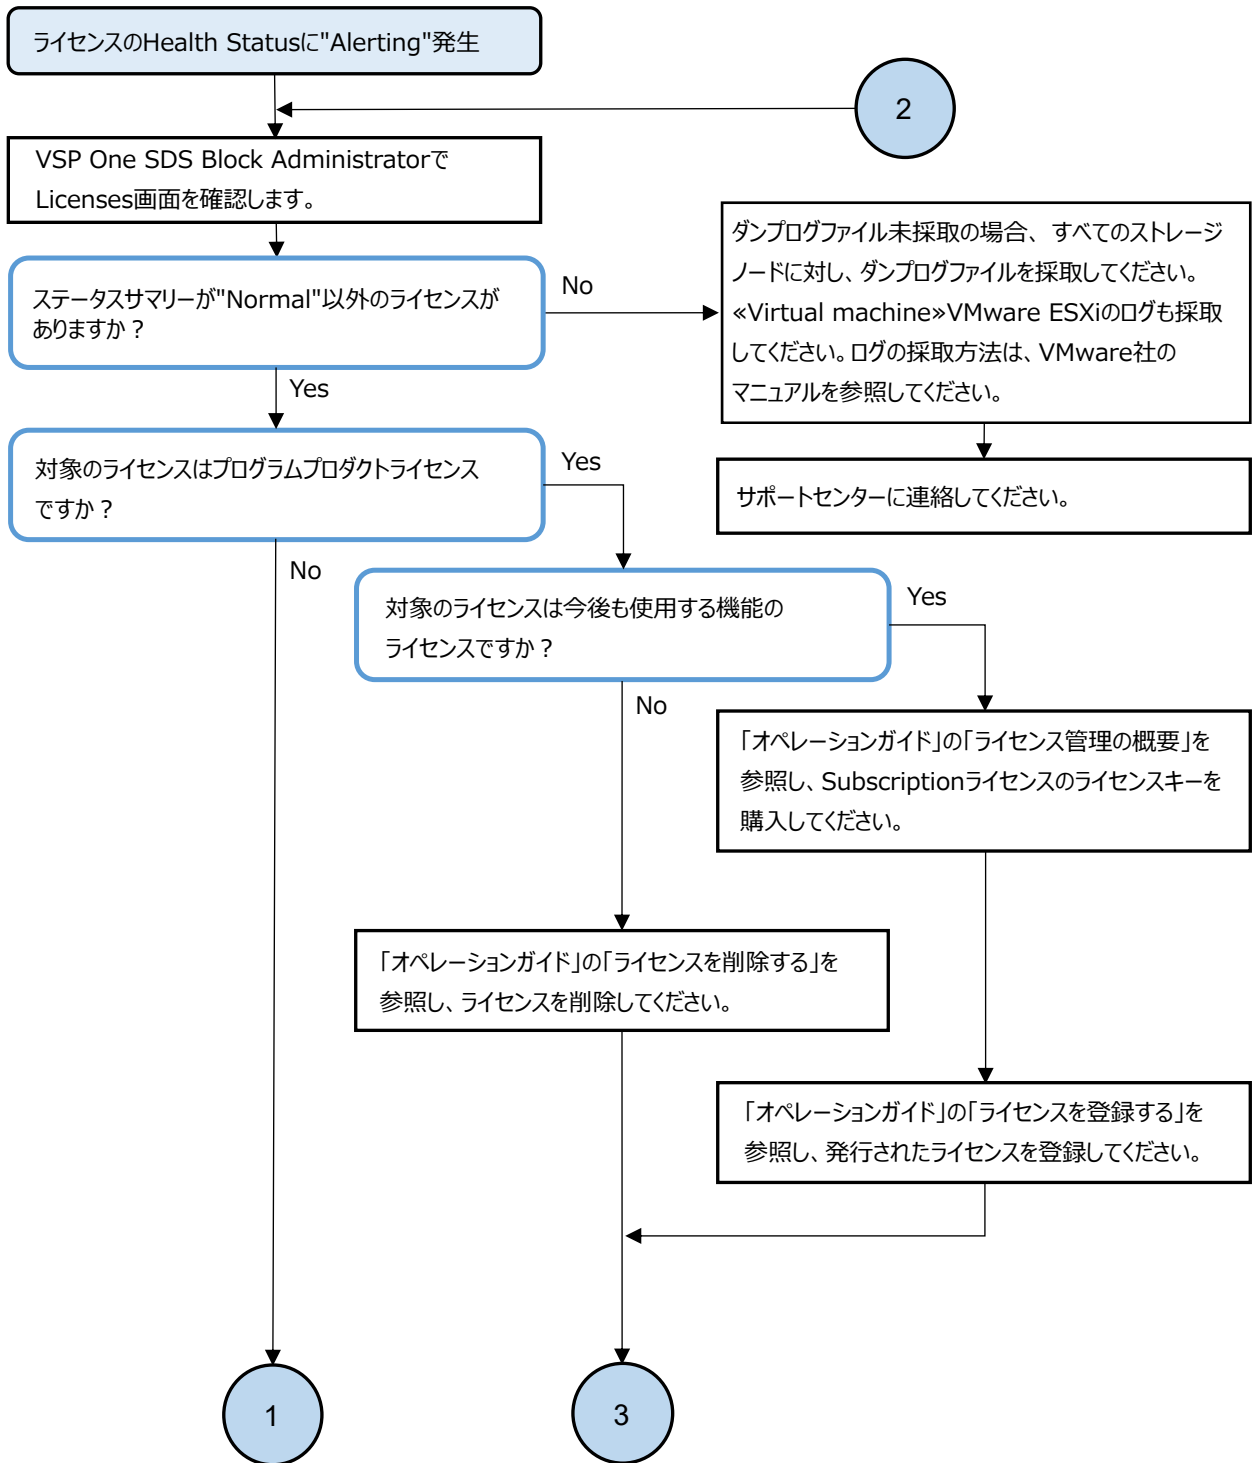 ライセンスのHealth Statusに"Alerting"発生
2
VSP One SDS Block Administratorで
Licenses画面を確認します。
ステータスサマリーが"Normal"以外のライセンスが
ありますか？
No
ダンプログファイル未採取の場合、すべてのストレージ
ノードに対し、ダンプログファイルを採取してください。
«Virtual machine»VMware ESXiのログも採取
してください。ログの採取方法は、VMware社の
マニュアルを参照してください。
Yes
サポートセンターに連絡してください。
対象のライセンスはプログラムプロダクトライセンス
ですか？
Yes
No
対象のライセンスは今後も使用する機能の
ライセンスですか？
Yes
No
「オペレーションガイド」の「ライセンス管理の概要」を
参照し、Subscriptionライセンスのライセンスキーを
購入してください。
「オペレーションガイド」の「ライセンスを削除する」を
参照し、ライセンスを削除してください。
「オペレーションガイド」の「ライセンスを登録する」を
参照し、発行されたライセンスを登録してください。
1
3